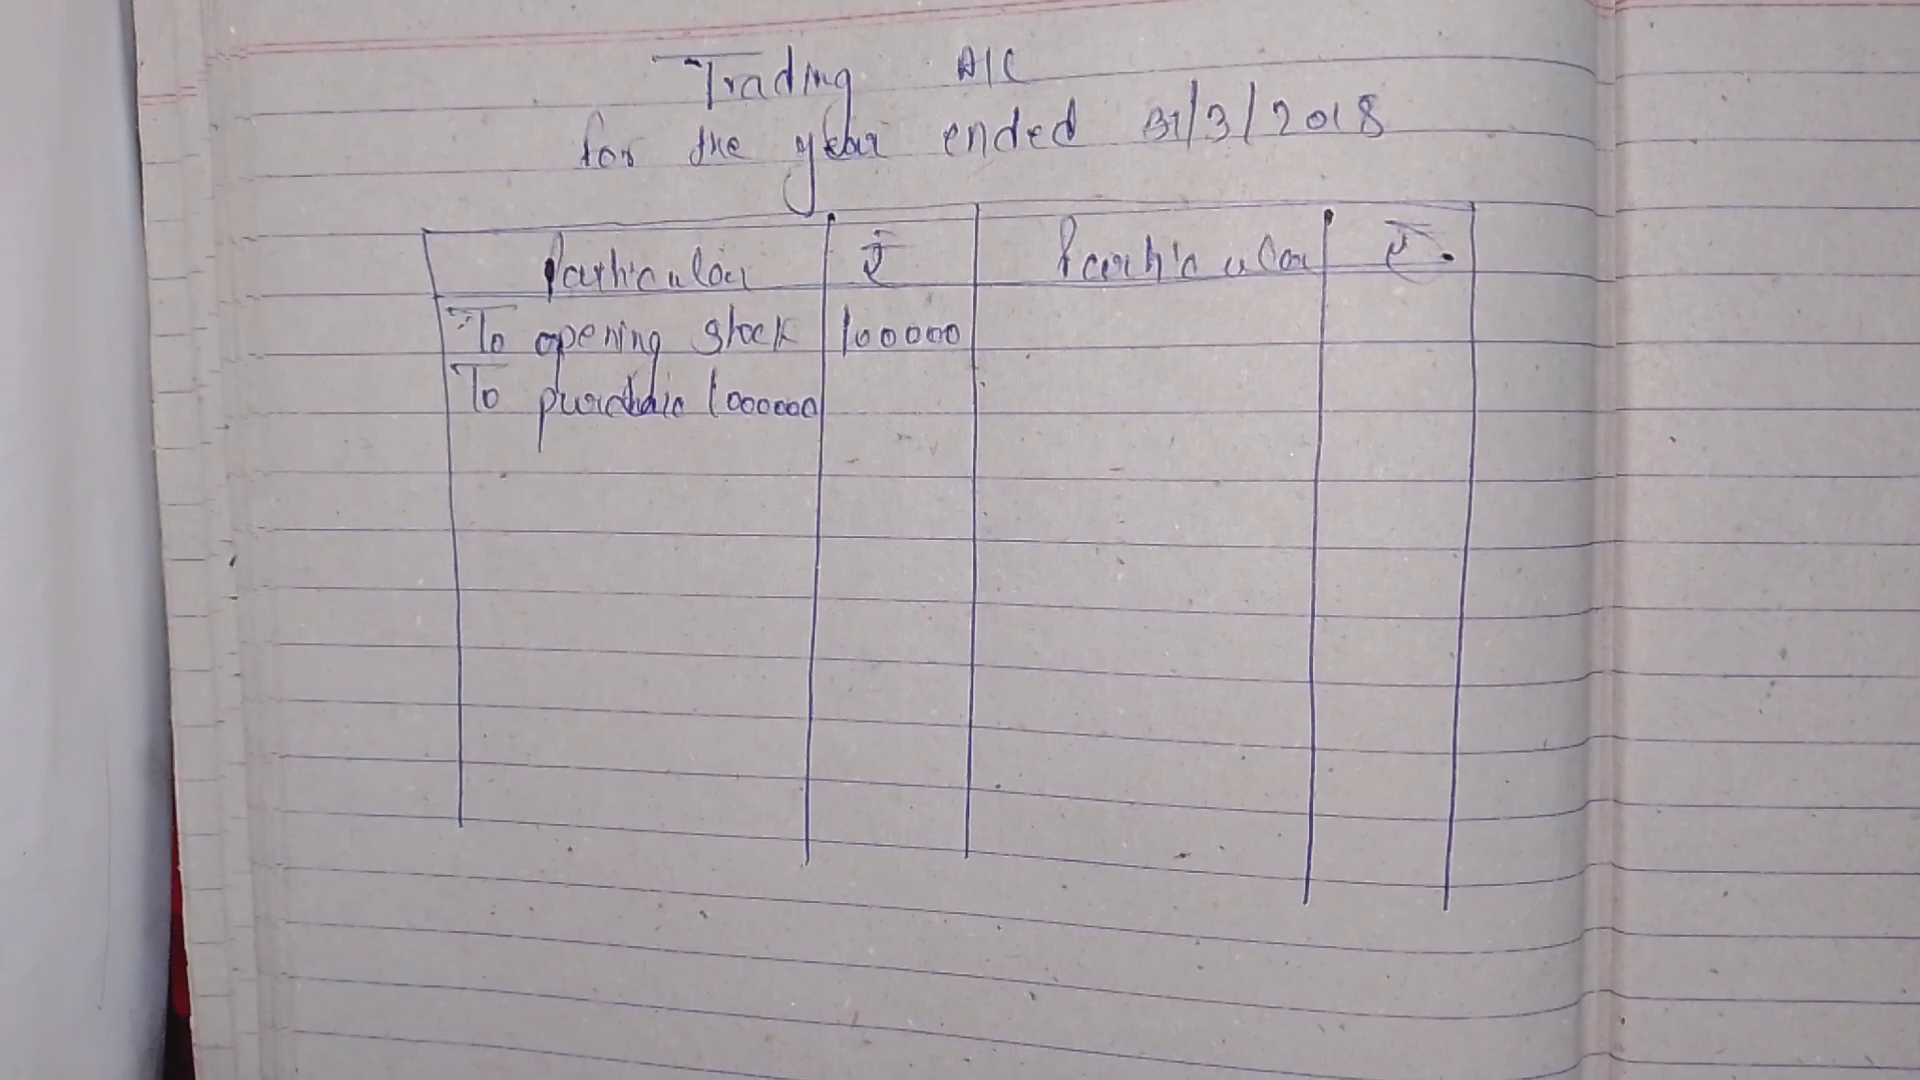 Trading A/C
for the year ended 31/3/2018
Particular ₹ Particular ₹.
To opening stock 100000
To purchase 1000000